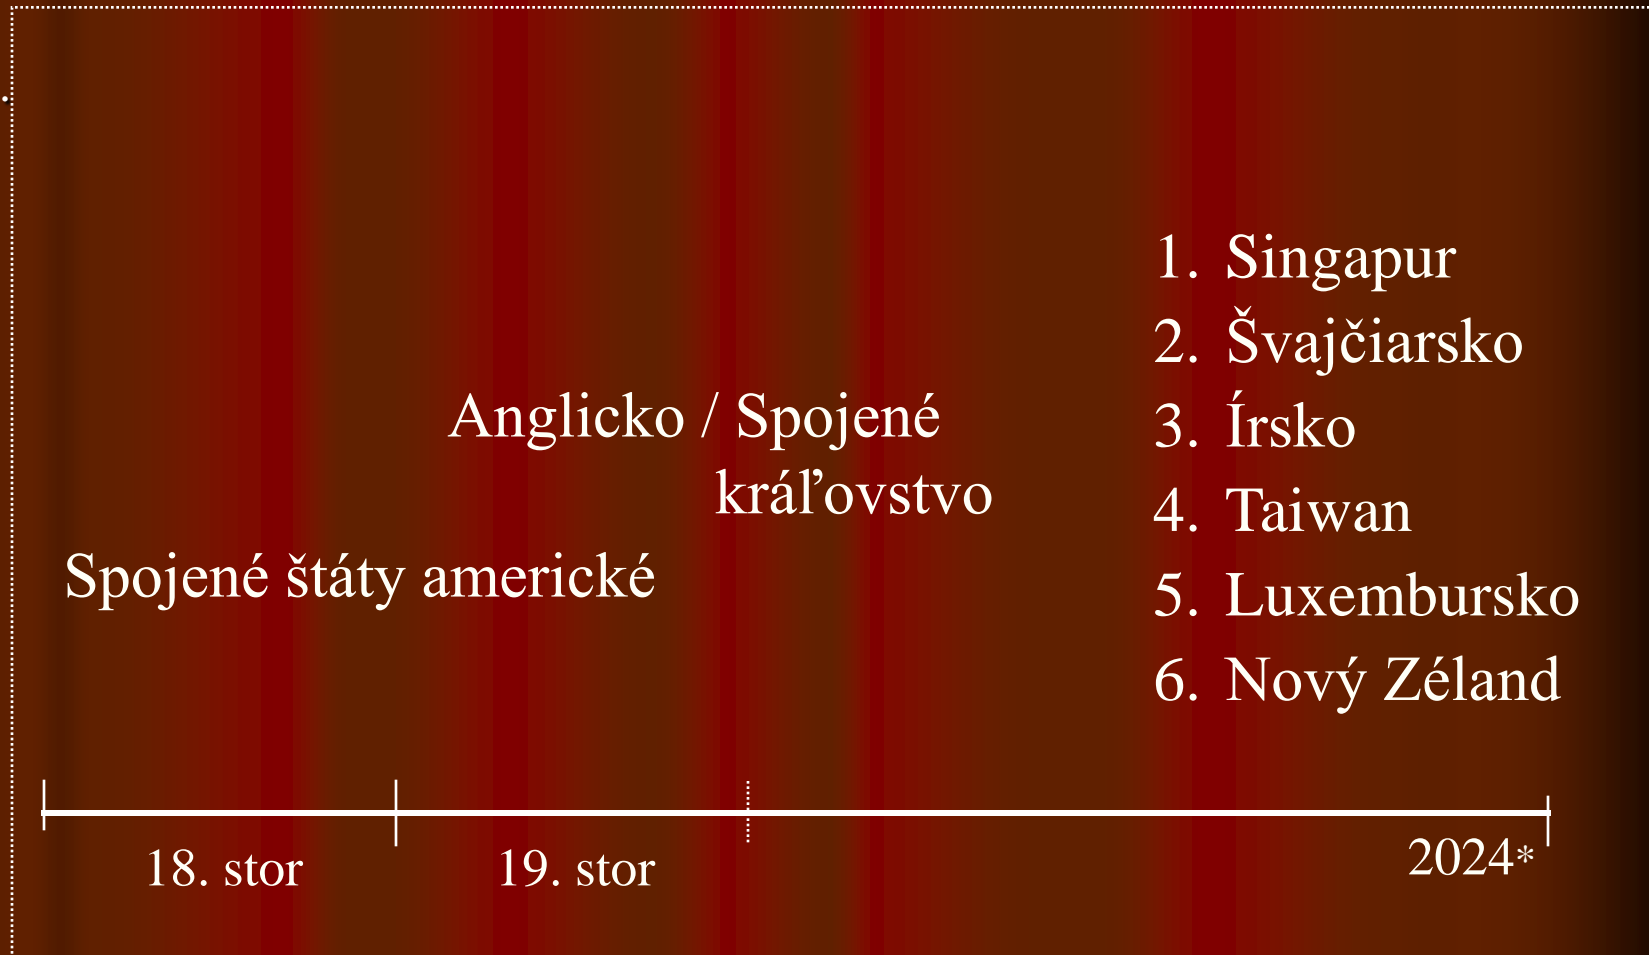 1. Singapur
2. Švajčiarsko
Anglicko / Spojené
kráľovstvo
3. Írsko
4. Taiwan
Spojené štáty americké
5. Luxembursko
6. Nový Zéland
18. stor
19. stor
2024*